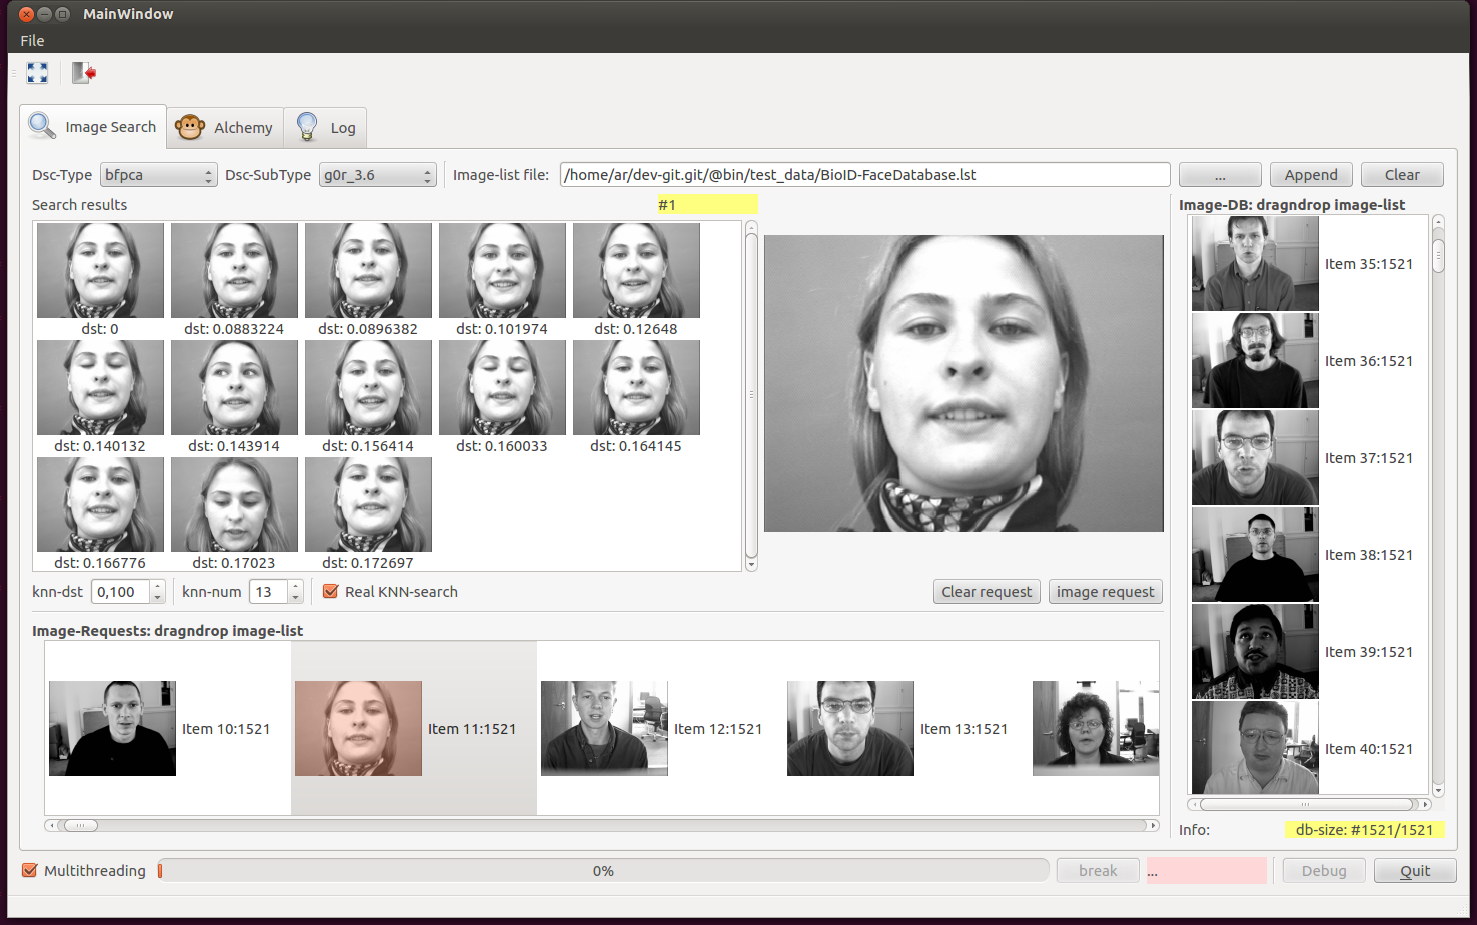 MainWindow
File
Image Search Alchemy Log
Dsc-Type bfpca Dsc-SubType g0r_3.6 Image-list file: /home/ar/dev-git.git/@bin/test_data/BioID-FaceDatabase.lst ... Append Clear
Search results #1 Image-DB: dragndrop image-list
dst: 0 dst: 0.0883224 dst: 0.0896382 dst: 0.101974 dst: 0.12648
dst: 0.140132 dst: 0.143914 dst: 0.156414 dst: 0.160033 dst: 0.164145
dst: 0.166776 dst: 0.17023 dst: 0.172697
Item 35:1521
Item 36:1521
Item 37:1521
Item 38:1521
Item 39:1521
Item 40:1521
knn-dst 0,100 knn-num 13 Real KNN-search Clear request image request
Image-Requests: dragndrop image-list
Item 10:1521 Item 11:1521 Item 12:1521 Item 13:1521
Info: db-size: #1521/1521
Multithreading 0% break ... Debug Quit